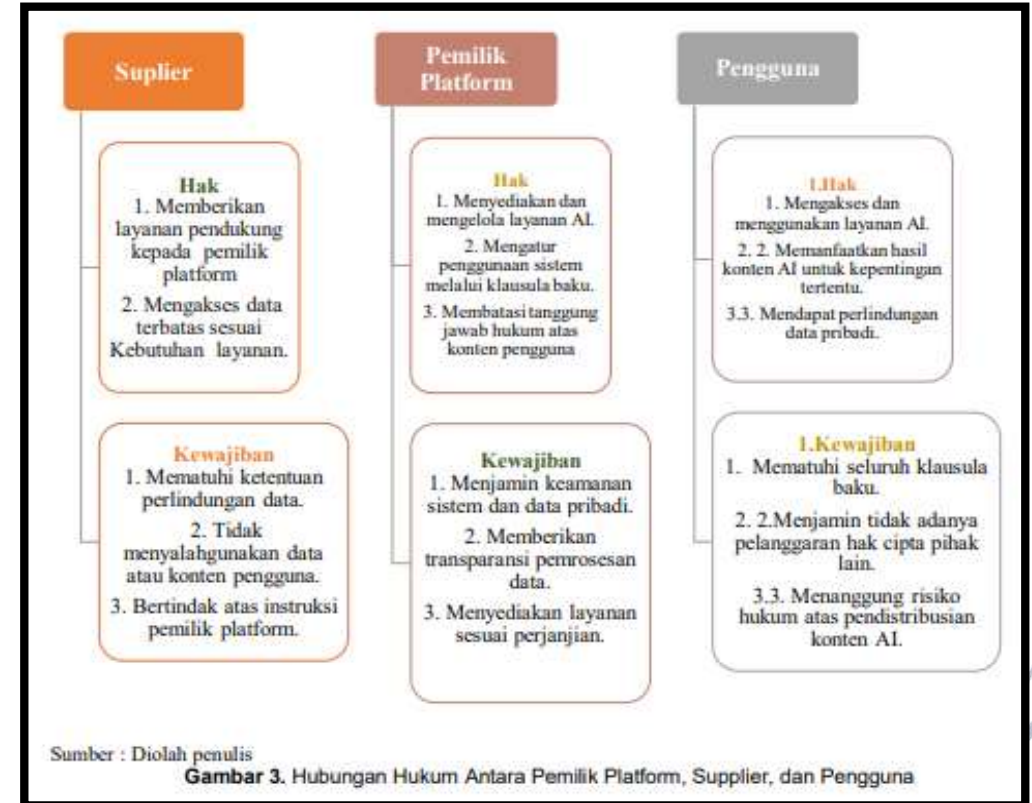 Suplier
Hak
1. Memberikan
layanan pendukung
kepada pemilik
platform
2. Mengakses data
terbatas sesuai
Kebutuhan layanan.
Kewajiban
1. Mematuhi ketentuan
perlindungan data.
2. Tidak
menyalahgunakan data
atau konten pengguna.
3. Bertindak atas instruksi
pemilik platform.
Pemilik
Platform
Hak
1. Menyediakan dan
mengelola layanan AI.
2. Mengatur
penggunaan sistem
melalui klausula baku.
3. Membatasi tanggung
jawab hukum atas
konten pengguna
Kewajiban
1. Menjamin keamanan
sistem dan data pribadi.
2. Memberikan
transparansi pemrosesan
data.
3. Menyediakan layanan
sesuai perjanjian.
Pengguna
1.Hak
1. Mengakses dan
menggunakan layanan AI.
2. 2. Memanfaatkan hasil
konten AI untuk kepentingan
tertentu.
3.3. Mendapat perlindungan
data pribadi.
1.Kewajiban
1. Mematuhi seluruh klausula
baku.
2. 2.Menjamin tidak adanya
pelanggaran hak cipta pihak
lain.
3.3. Menanggung risiko
hukum atas pendistribusian
konten AI.
Sumber : Diolah penulis
Gambar 3. Hubungan Hukum Antara Pemilik Platform, Supplier, dan Pengguna